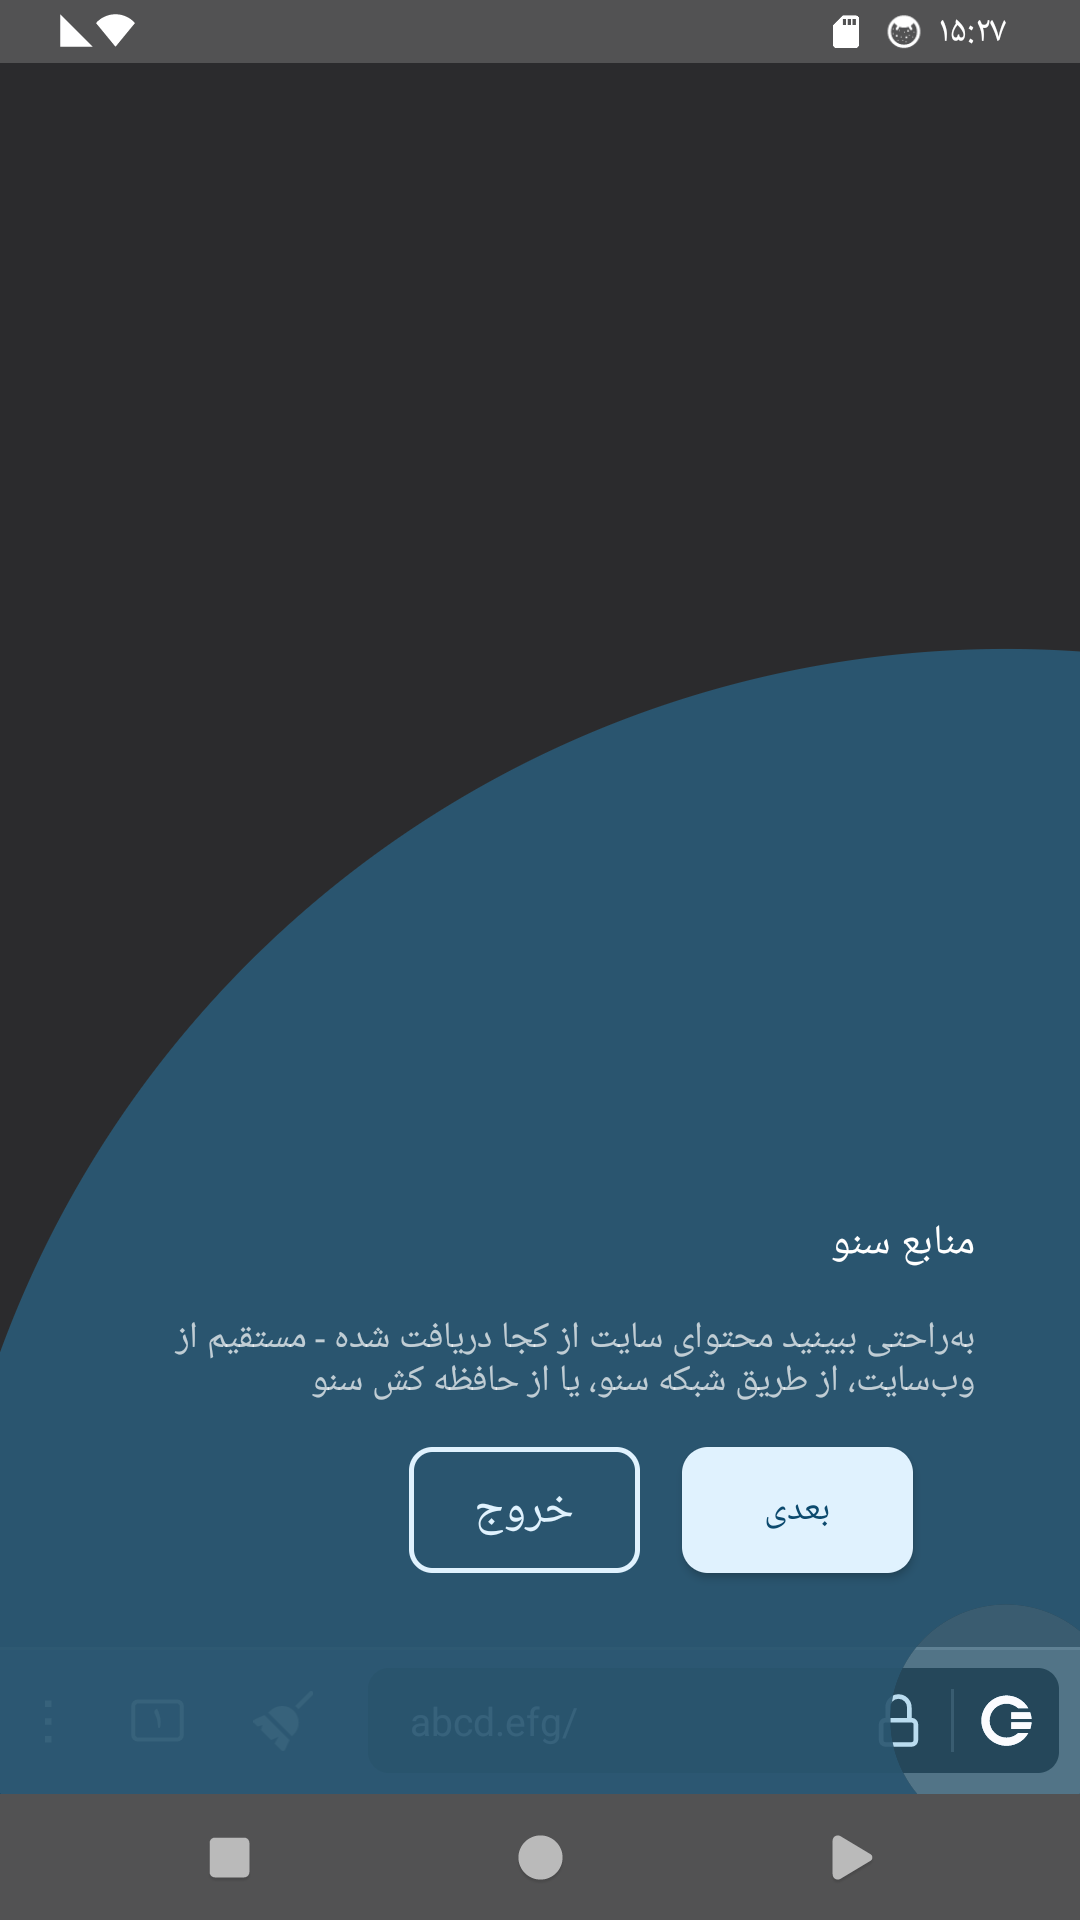 ۱۵:۲۷
منابع سنو
به‌راحتی ببینید محتوای سایت از کجا دریافت شده - مستقیم از
وب‌سایت، از طریق شبکه سنو، یا از حافظه کش سنو
بعدی
خروج
abcd.efg/
۱